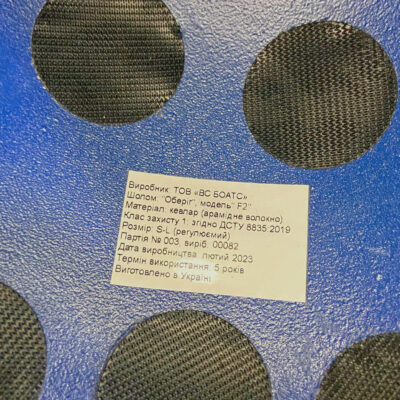 Виробник: ТОВ «ВС БОАТС»
Шолом: "Оберіг", модель" F2"
Матеріал: кевлар (арамідне волокно)
Клас захисту 1, згідно ДСТУ 8835:2019
Розмір: S-L (регулюємий)
Партія № 003, виріб. 00082
Дата виробництва: лютий 2023
Термін використання: 5 років
Виготовлено в Україні